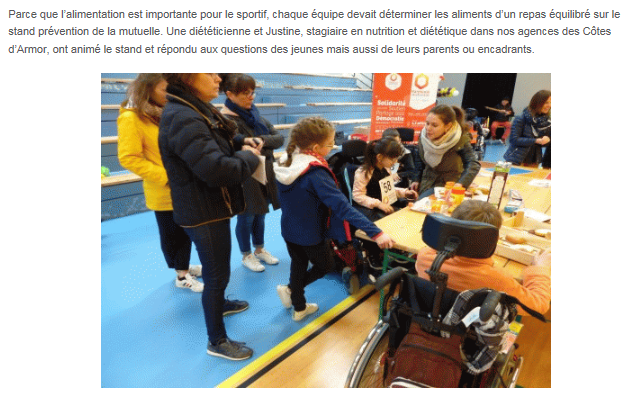 Parce que l’alimentation est importante pour le sportif, chaque équipe devait déterminer les aliments d’un repas équilibré sur le
stand prévention de la mutuelle. Une diététicienne et Justine, stagiaire en nutrition et diététique dans nos agences des Côtes
d’Armor, ont animé le stand et répondu aux questions des jeunes mais aussi de leurs parents ou encadrants.
Solidarité
Démocratie
58